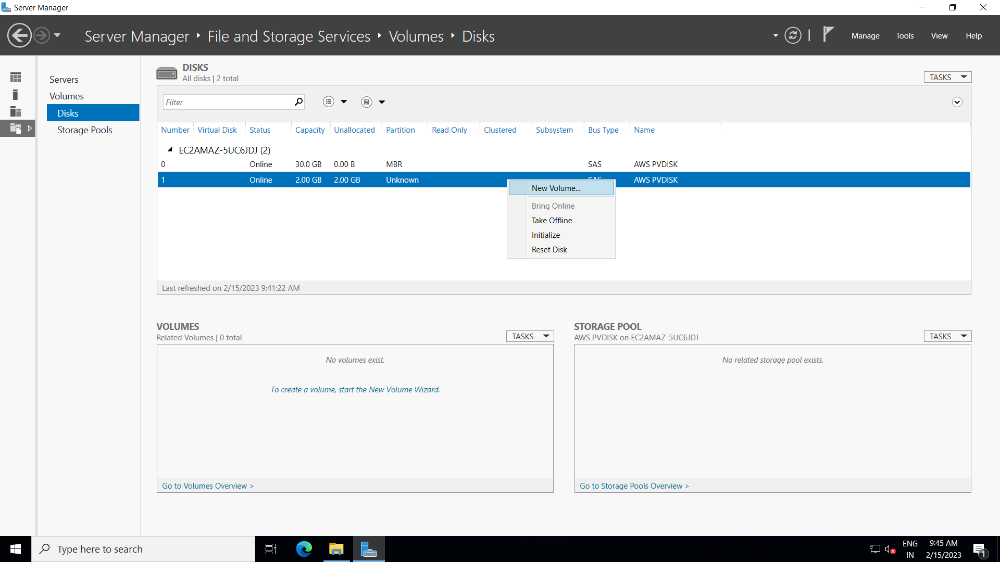 Server Manager
Server Manager ‣ File and Storage Services ‣ Volumes ‣ Disks
Manage Tools View Help
Servers
Volumes
Disks
Storage Pools
DISKS
All disks | 2 total
TASKS
Filter
Number Virtual Disk Status Capacity Unallocated Partition Read Only Clustered Subsystem Bus Type Name
EC2AMAZ-5UC6JDJ (2)
0 Online 30.0 GB 0.00 B MBR SAS AWS PVDISK
1 Online 2.00 GB 2.00 GB Unknown SAS AWS PVDISK
New Volume...
Bring Online
Take Offline
Initialize
Reset Disk
Last refreshed on 2/15/2023 9:41:22 AM
VOLUMES
Related Volumes | 0 total
TASKS
No volumes exist.
To create a volume, start the New Volume Wizard.
Go to Volumes Overview >
STORAGE POOL
AWS PVDISK on EC2AMAZ-5UC6JDJ
TASKS
No related storage pool exists.
Go to Storage Pools Overview >
Type here to search
ENG
IN
9:45 AM
2/15/2023
1